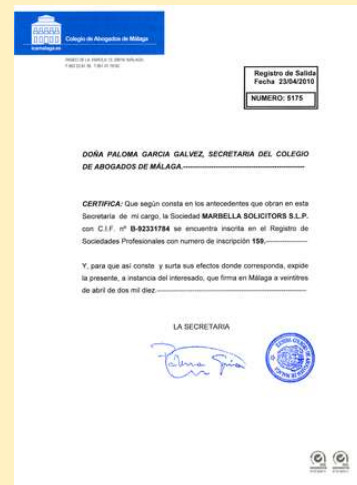 Colegio de Abogados de Málaga
icamalaga.es
Registro de Salida
Fecha 23/04/2010
NUMERO: 5175
DOÑA PALOMA GARCIA GALVEZ, SECRETARIA DEL COLEGIO
DE ABOGADOS DE MÁLAGA.
CERTIFICA: Que según consta en los antecedentes que obran en esta
Secretaría de mi cargo, la Sociedad MARBELLA SOLICITORS S.L.P.
con C.I.F. nº B-92331784 se encuentra inscrita en el Registro de
Sociedades Profesionales con numero de inscripción 159.
Y, para que así conste y surta sus efectos donde corresponda, expide
la presente, a instancia del interesado, que firma en Málaga a veintitres
de abril de dos mil diez.
LA SECRETARIA